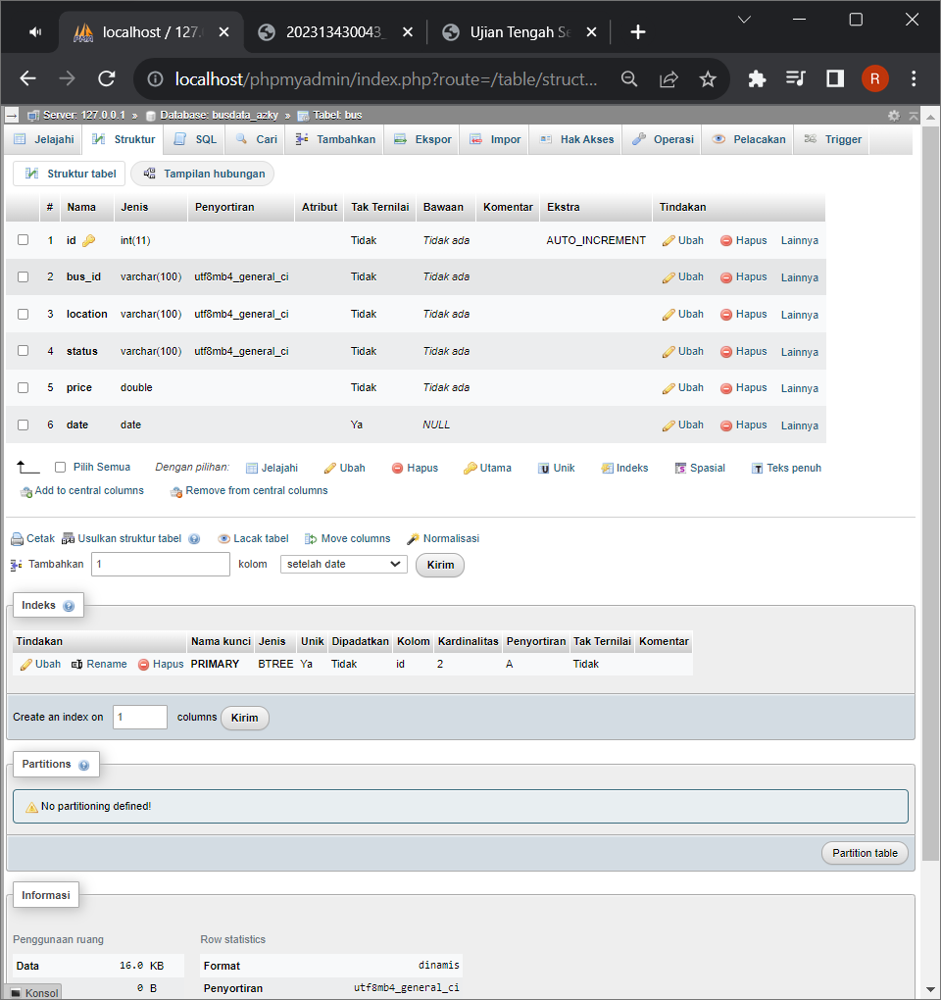 localhost / 127.
202313430043_
Ujian Tengah Se
localhost/phpmyadmin/index.php?route=/table/struct...
R
Server: 127.0.0.1 » Database: busdata_azky » Tabel: bus
Jelajahi Struktur SQL Cari Tambahkan Ekspor Impor Hak Akses Operasi Pelacakan Trigger
Struktur tabel Tampilan hubungan
# Nama Jenis Penyortiran Atribut Tak Ternilai Bawaan Komentar Ekstra Tindakan
1 id int(11) Tidak Tidak ada AUTO_INCREMENT Ubah Hapus Lainnya
2 bus_id varchar(100) utf8mb4_general_ci Tidak Tidak ada Ubah Hapus Lainnya
3 location varchar(100) utf8mb4_general_ci Tidak Tidak ada Ubah Hapus Lainnya
4 status varchar(100) utf8mb4_general_ci Tidak Tidak ada Ubah Hapus Lainnya
5 price double Tidak Tidak ada Ubah Hapus Lainnya
6 date date Ya NULL Ubah Hapus Lainnya
Pilih Semua Dengan pilihan: Jelajahi Ubah Hapus Utama Unik Indeks Spasial Teks penuh
Add to central columns Remove from central columns
Cetak Usulkan struktur tabel Lacak tabel Move columns Normalisasi
Tambahkan 1 kolom setelah date Kirim
Indeks
Tindakan Nama kunci Jenis Unik Dipadatkan Kolom Kardinalitas Penyortiran Tak Ternilai Komentar
Ubah Rename Hapus PRIMARY BTREE Ya Tidak id 2 A Tidak
Create an index on 1 columns Kirim
Partitions
No partitioning defined!
Partition table
Informasi
Penggunaan ruang Row statistics
Data 16.0 KB Format dinamis
0 B Penyortiran utf8mb4_general_ci
Konsol